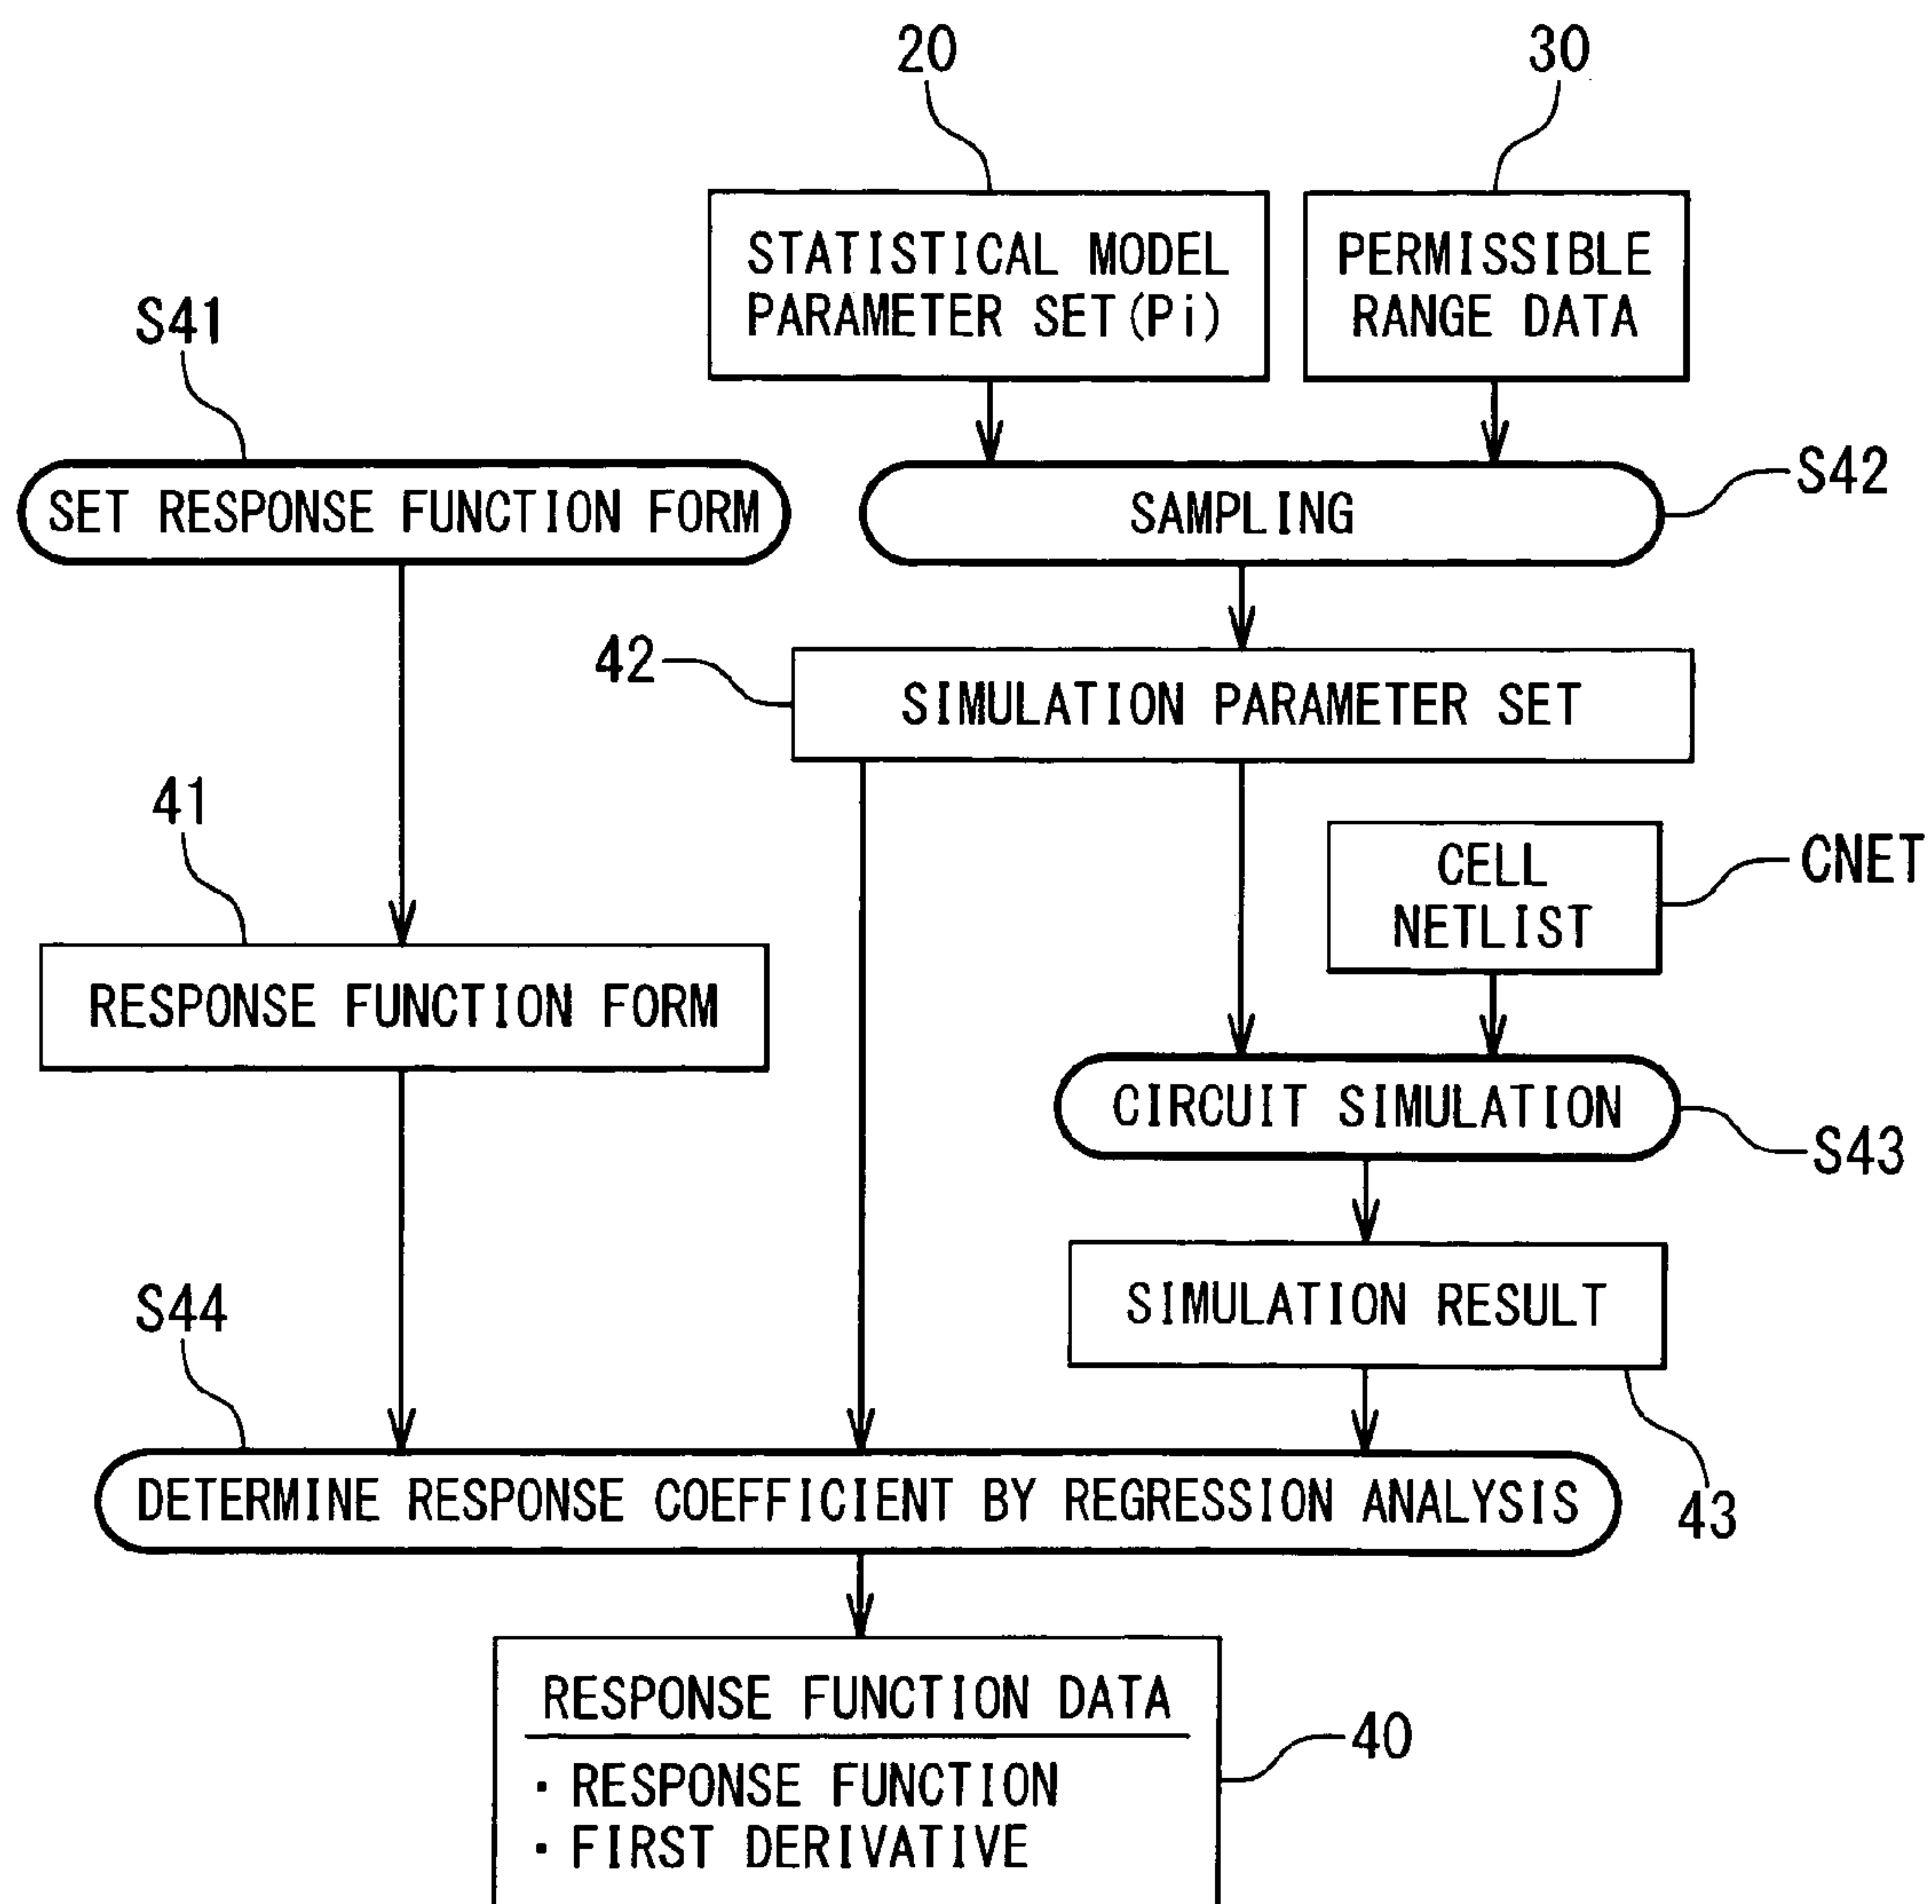 20
30
STATISTICAL MODEL
PARAMETER SET(Pi)
PERMISSIBLE
RANGE DATA
S41
SET RESPONSE FUNCTION FORM
SAMPLING
S42
42
SIMULATION PARAMETER SET
41
CELL
NETLIST
CNET
RESPONSE FUNCTION FORM
CIRCUIT SIMULATION
S43
SIMULATION RESULT
S44
DETERMINE RESPONSE COEFFICIENT BY REGRESSION ANALYSIS
43
RESPONSE FUNCTION DATA
40
・RESPONSE FUNCTION
・FIRST DERIVATIVE